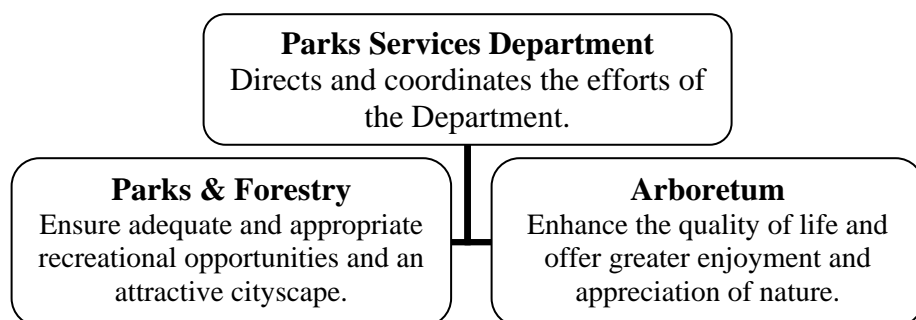 Parks Services Department
Directs and coordinates the efforts of
the Department.
Parks & Forestry
Ensure adequate and appropriate
recreational opportunities and an
attractive cityscape.
Arboretum
Enhance the quality of life and
offer greater enjoyment and
appreciation of nature.